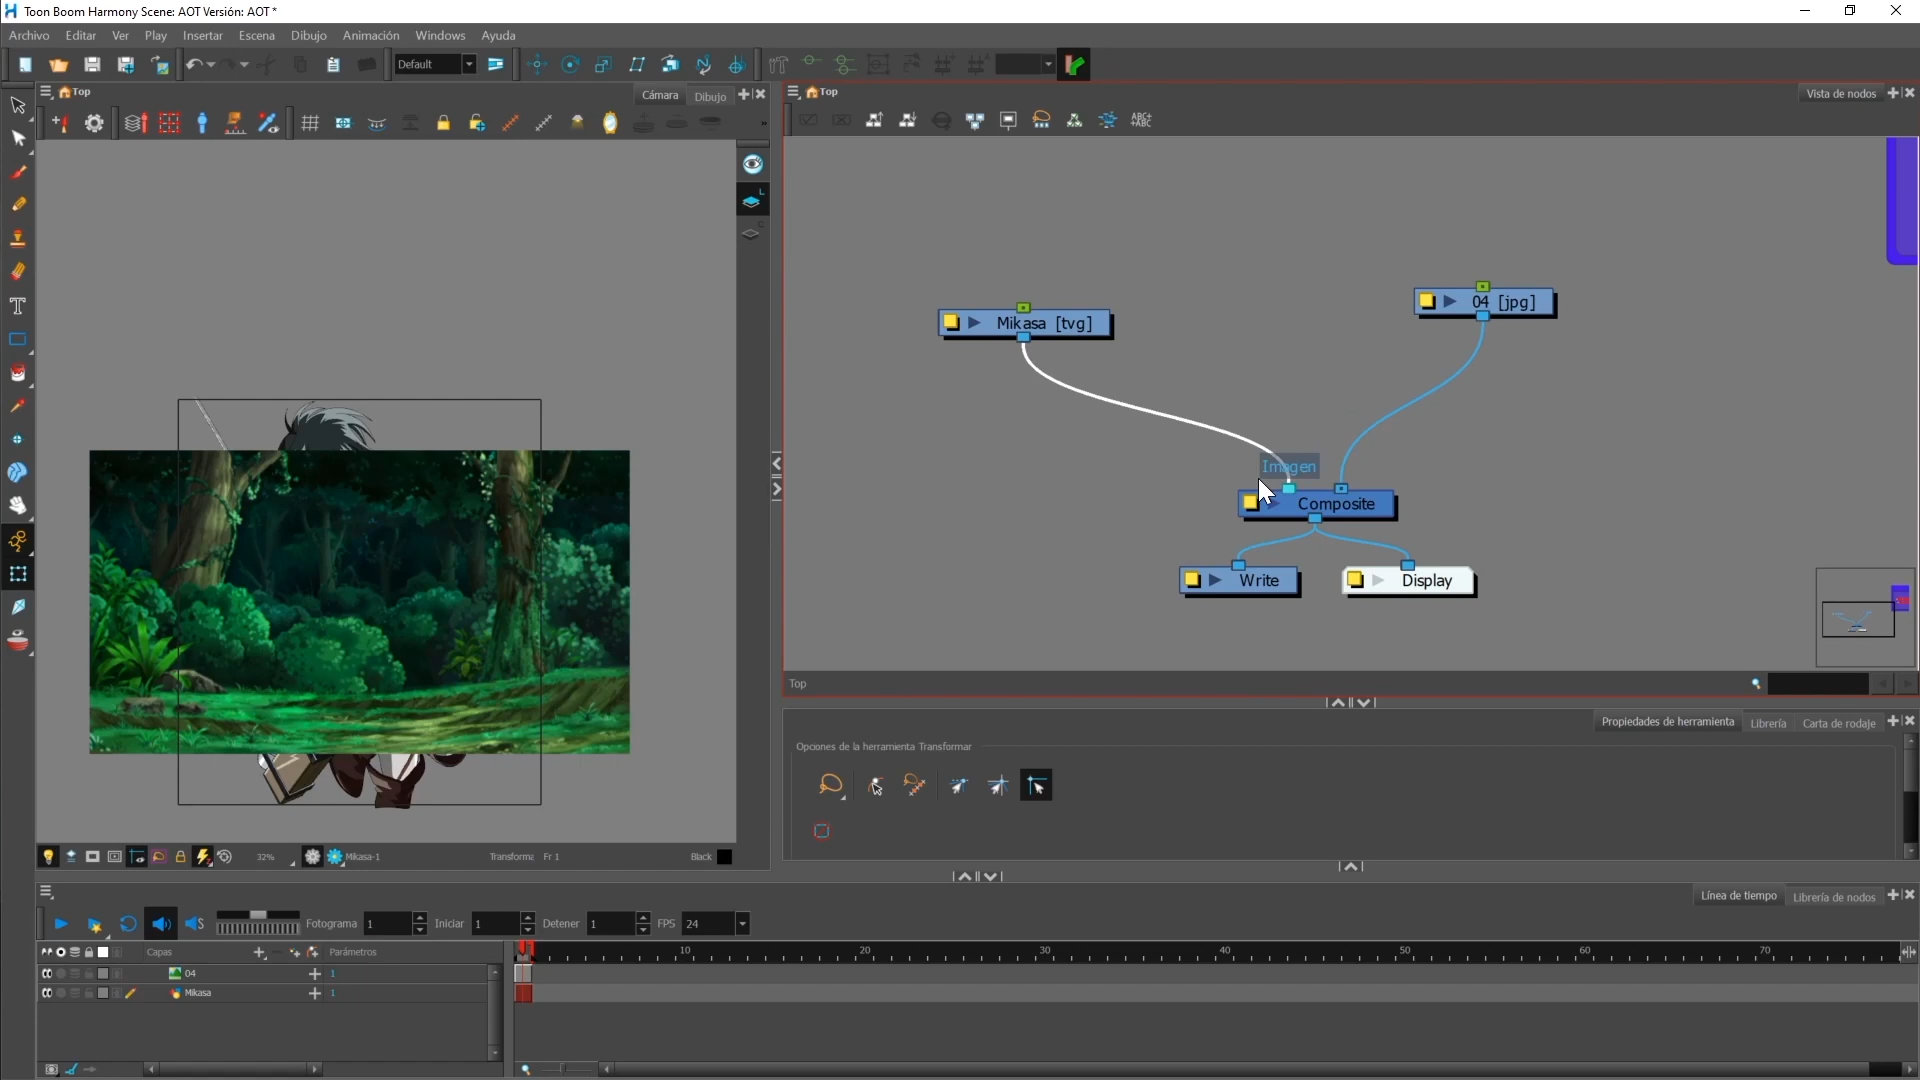 Toon Boom Harmony Scene: AOT Versión: AOT *
Archivo Editar Ver Play Insertar Escena Dibujo Animación Windows Ayuda
Default
Top
Cámara
Dibujo
Top
Vista de nodos
ABC
ABC
L
C
Mikasa [tvg]
04 [jpg]
Imagen
Composite
Write
Display
Top
Propiedades de herramienta
Librería
Carta de rodaje
Opciones de la herramienta Transformar
32%
Mikasa-1
Transforma
Fr 1
Black
Línea de tiempo
Librería de nodos
Fotograma 1
Iniciar 1
Detener 1
FPS 24
Capas
Parámetros
10 20 30 40 50 60 70
04 1
Mikasa 1